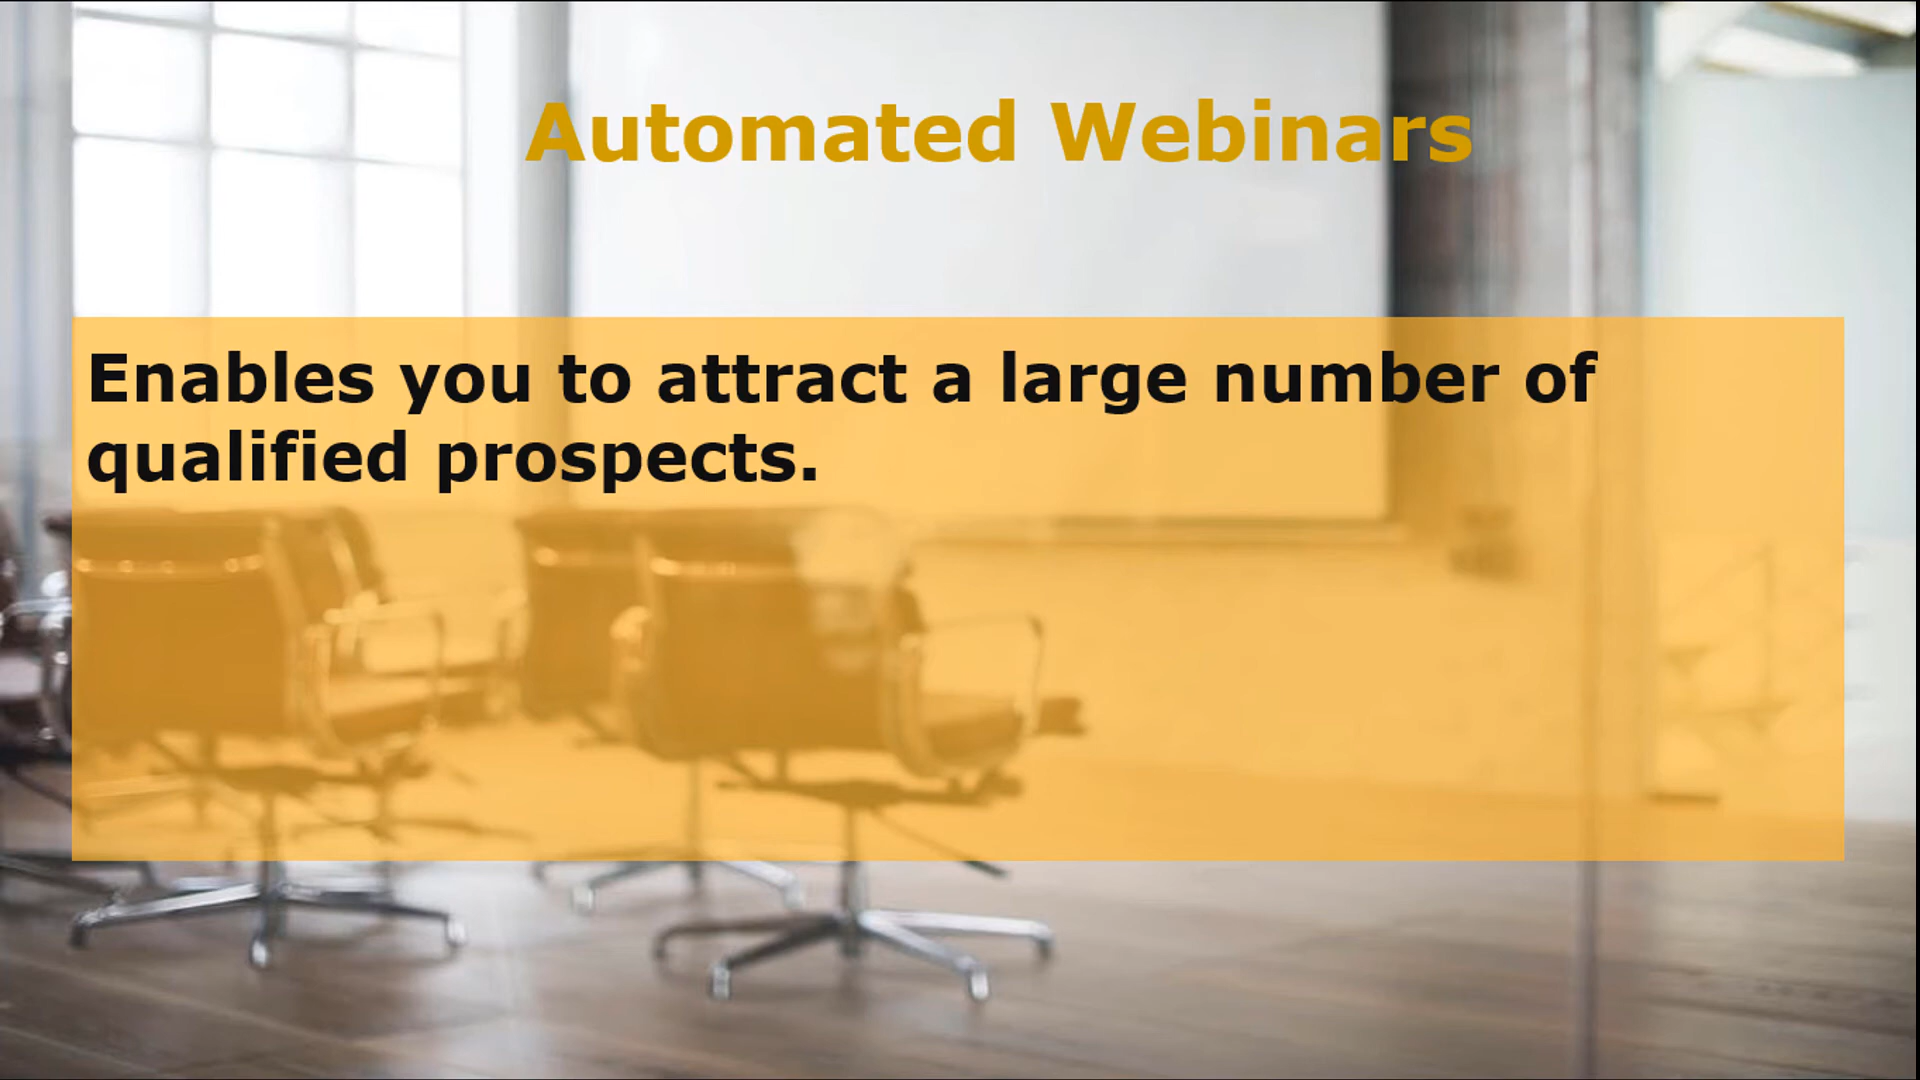 Automated Webinars
Enables you to attract a large number of
qualified prospects.